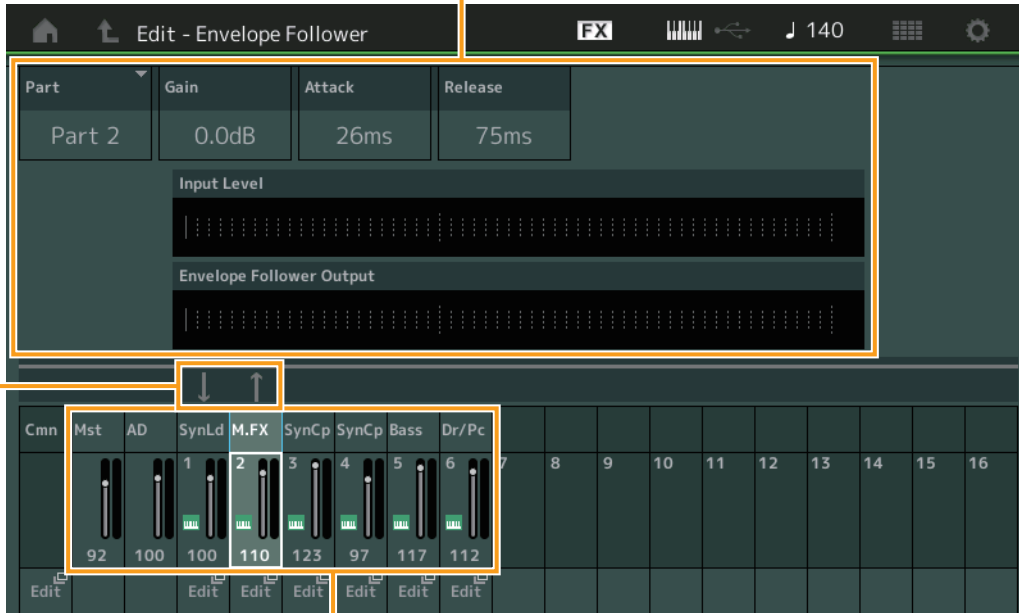 Edit - Envelope Follower FX 140
Part Gain Attack Release
Part 2 0.0dB 26ms 75ms
Input Level
Envelope Follower Output
Cmn Mst AD SynLd M.FX SynCp SynCp Bass Dr/Pc
1 2 3 4 5 6 7 8 9 10 11 12 13 14 15 16
92 100 100 110 123 97 117 112
Edit Edit Edit Edit Edit Edit Edit